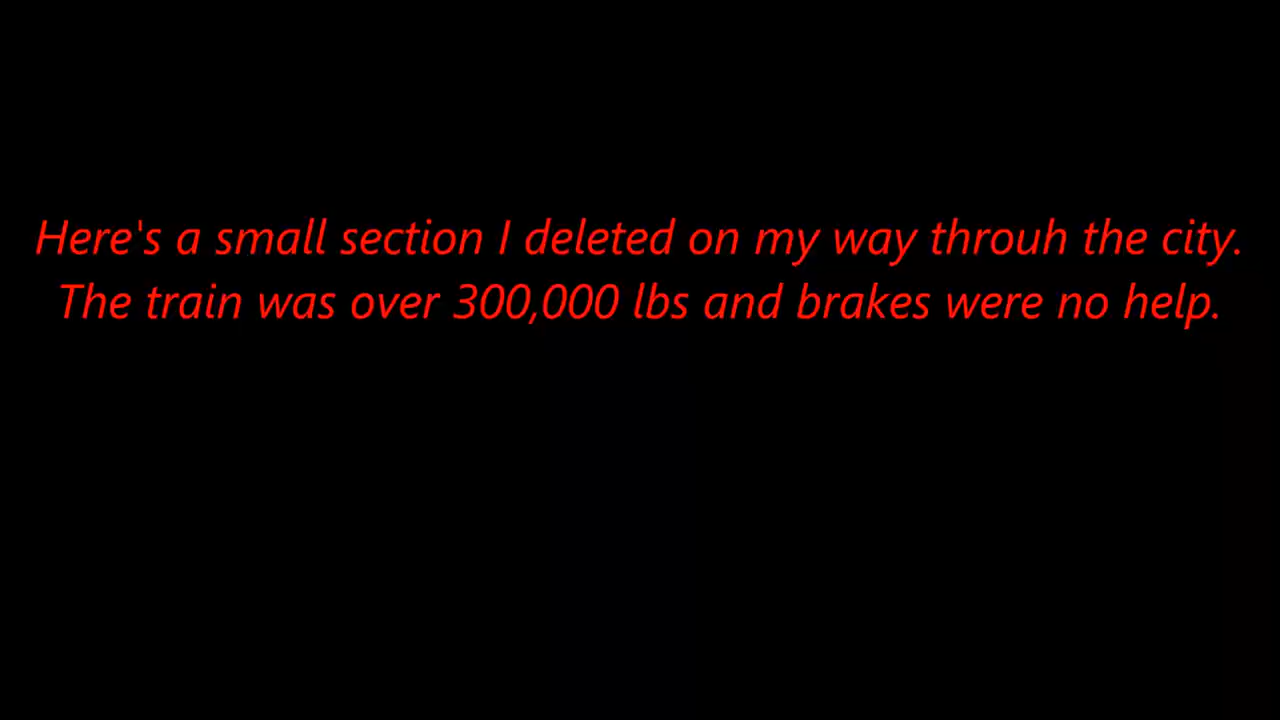 Here's a small section I deleted on my way throuh the city.
The train was over 300,000 lbs and brakes were no help.